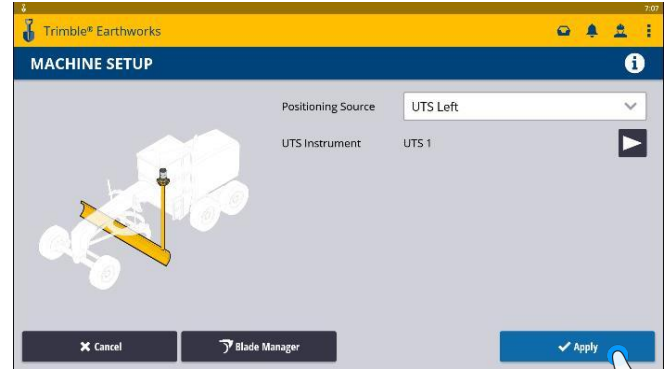 7:07
Trimble® Earthworks
MACHINE SETUP
Positioning Source UTS Left
UTS Instrument UTS 1
Cancel Blade Manager Apply